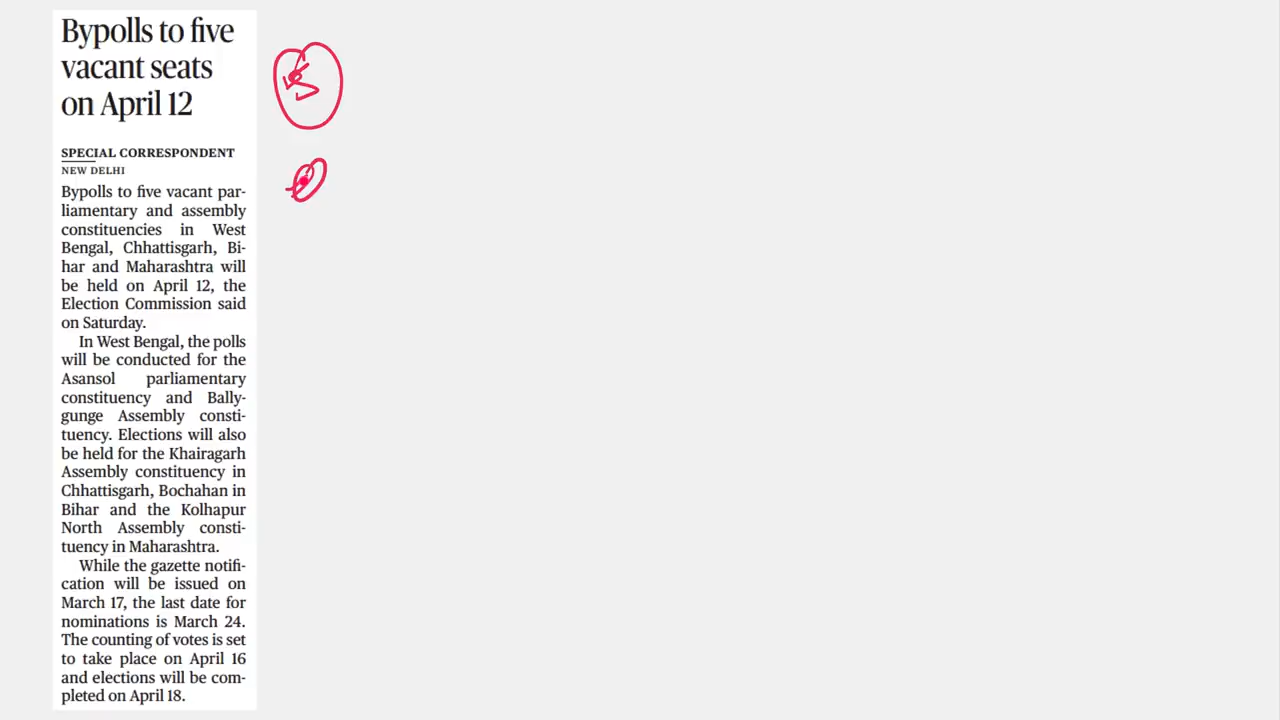 Bypolls to five
vacant seats
on April 12
SPECIAL CORRESPONDENT
NEW DELHI
Bypolls to five vacant par-
liamentary and assembly
constituencies in West
Bengal, Chhattisgarh, Bi-
har and Maharashtra will
be held on April 12, the
Election Commission said
on Saturday.
In West Bengal, the polls
will be conducted for the
Asansol parliamentary
constituency and Bally-
gunge Assembly consti-
tuency. Elections will also
be held for the Khairagarh
Assembly constituency in
Chhattisgarh, Bochahan in
Bihar and the Kolhapur
North Assembly consti-
tuency in Maharashtra.
While the gazette notifi-
cation will be issued on
March 17, the last date for
nominations is March 24.
The counting of votes is set
to take place on April 16
and elections will be com-
pleted on April 18.